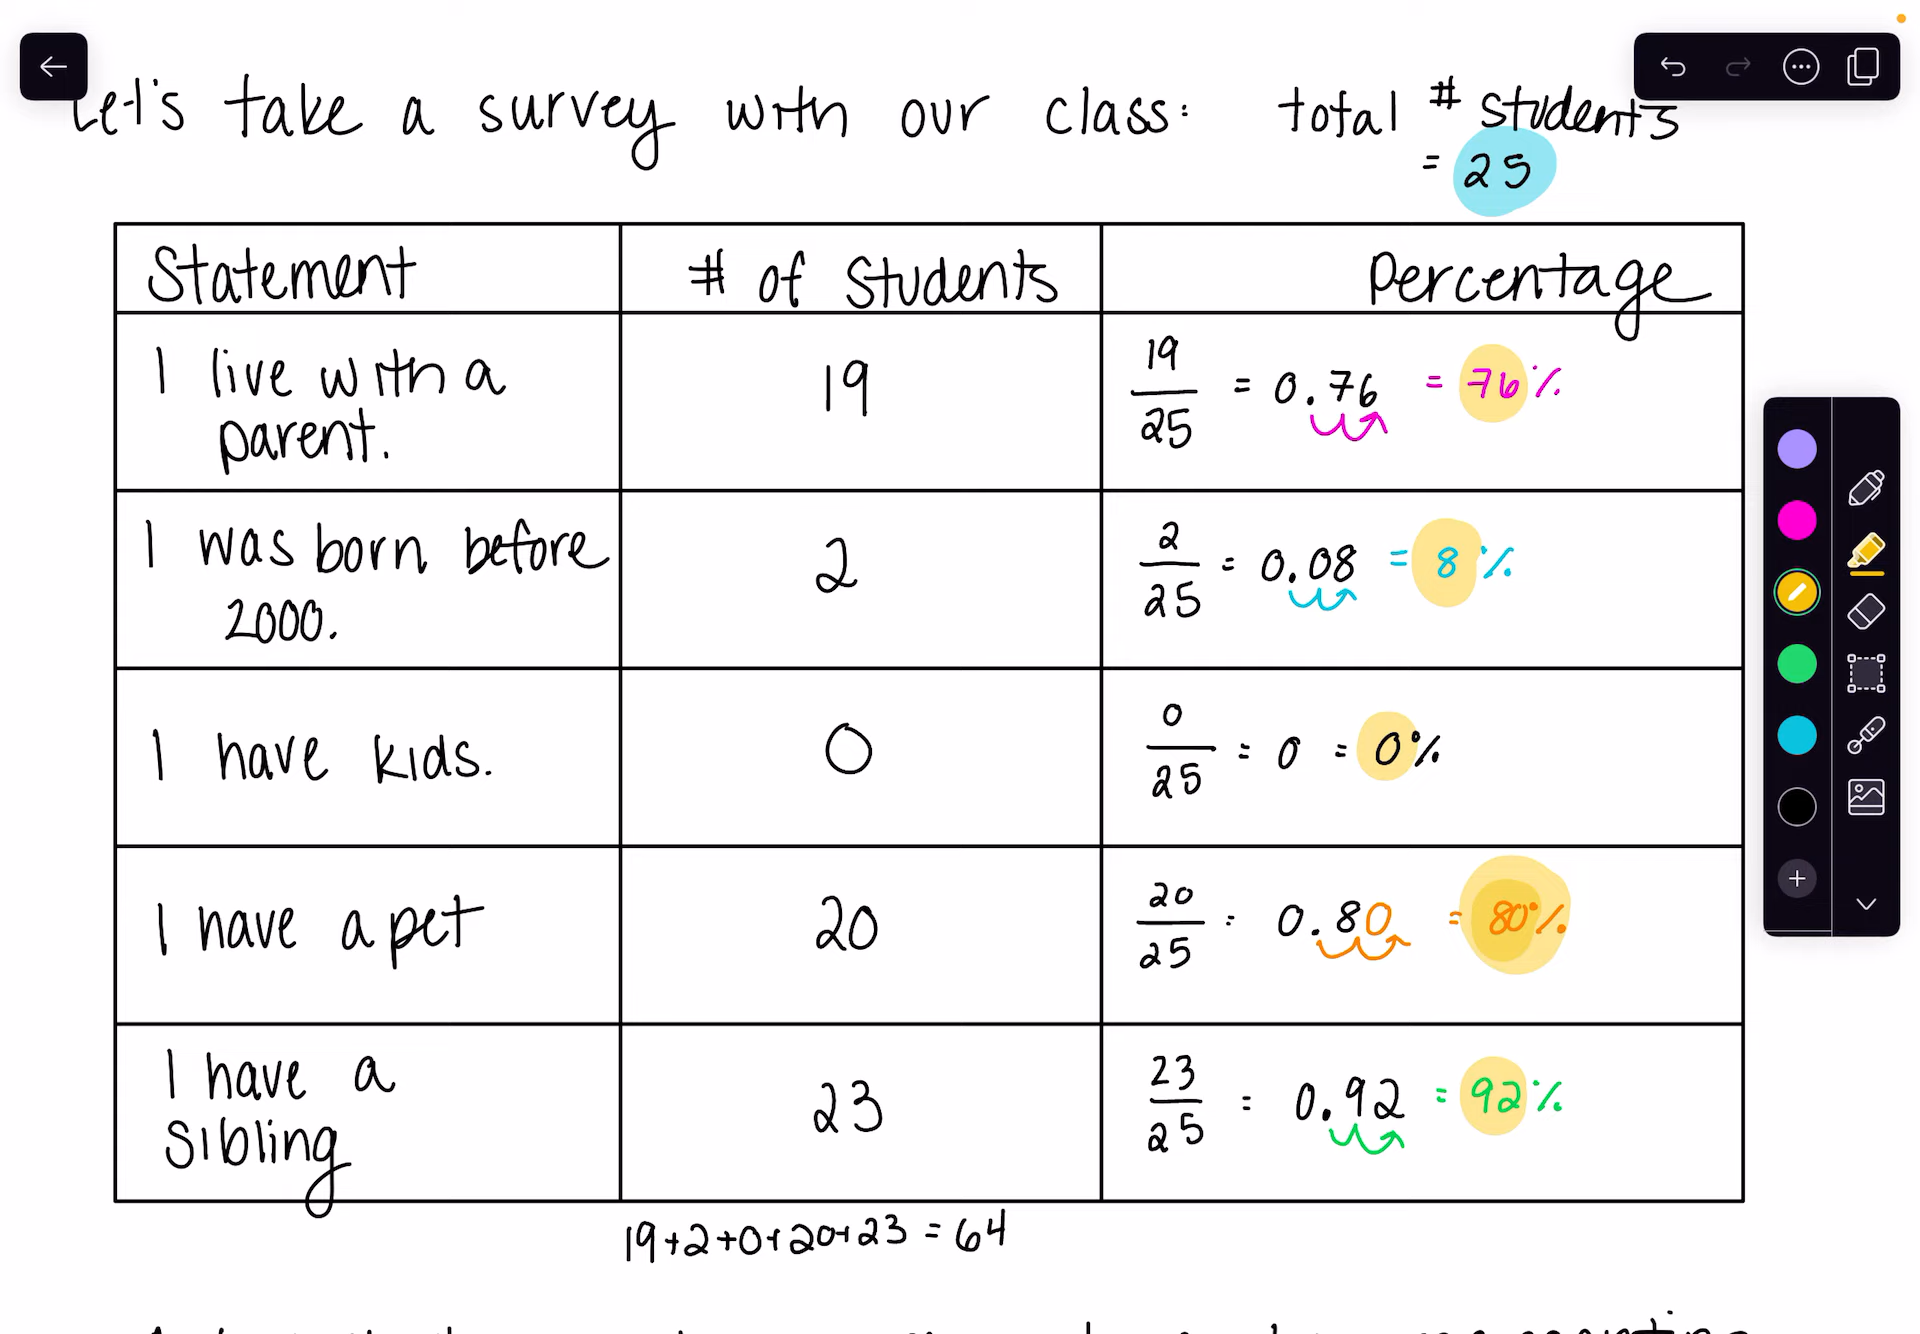 Let's take a survey with our class: total # students
= 25
Statement # of Students Percentage
I live with a parent. 19 19/25 = 0.76 = 76%
I was born before 2000. 2 2/25 = 0.08 = 8%
I have kids. 0 0/25 = 0 = 0%
I have a pet 20 20/25 = 0.80 = 80%
I have a sibling 23 23/25 = 0.92 = 92%
19+2+0+20+23 = 64